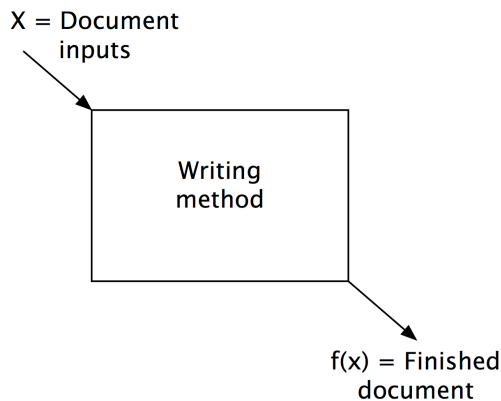 X = Document
inputs
Writing
method
f(x) = Finished
document